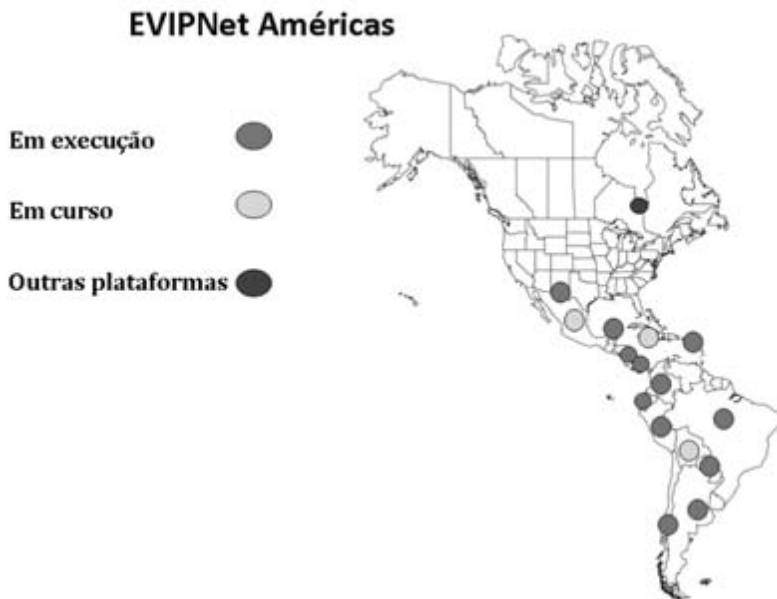 EVIPNet Américas
Em execução
Em curso
Outras plataformas